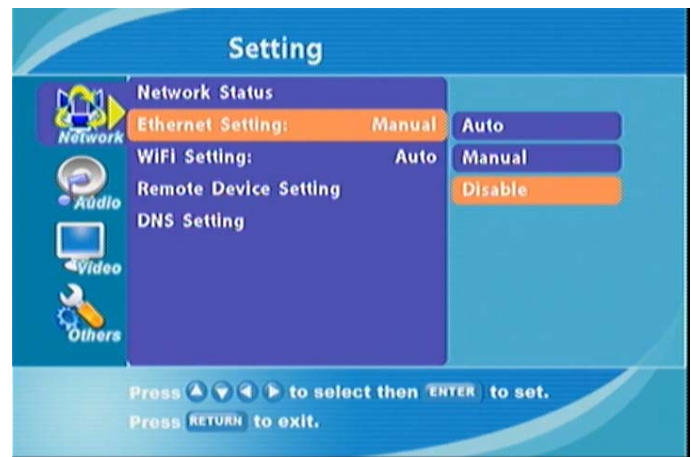 Setting
Network
Audio
Video
Others
Network Status
Ethernet Setting: Manual
WiFi Setting: Auto
Remote Device Setting
DNS Setting
Auto
Manual
Disable
Press to select then ENTER to set.
Press RETURN to exit.